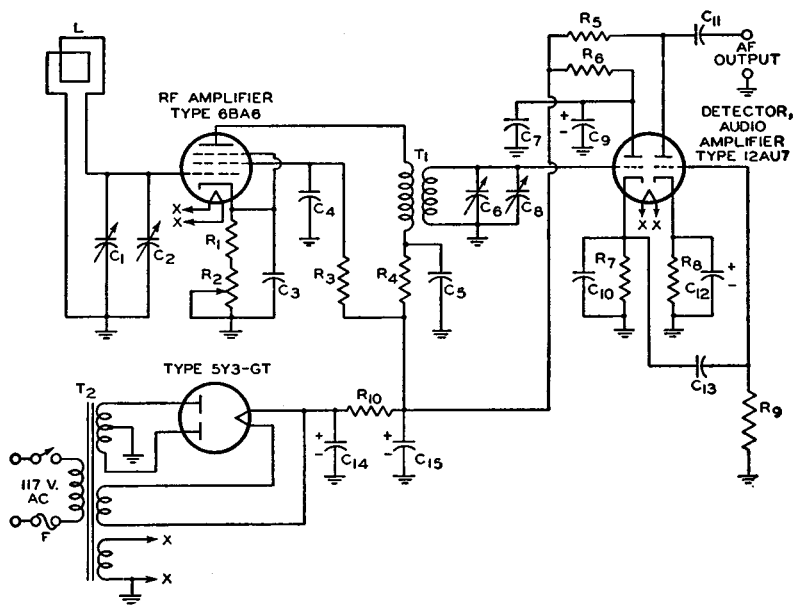 L
RF AMPLIFIER
TYPE 6BA6
C1
C2
X
X
R1
R2
C3
C4
R3
R4
C5
T1
C6
C8
C7
+
-
C9
R5
R6
C11
AF
OUTPUT
DETECTOR,
AUDIO
AMPLIFIER
TYPE 12AU7
X X
R7
C10
R8
C12
+
-
C13
R9
TYPE 5Y3-GT
T2
R10
+
-
C14
+
-
C15
117 V.
AC
F
X
X